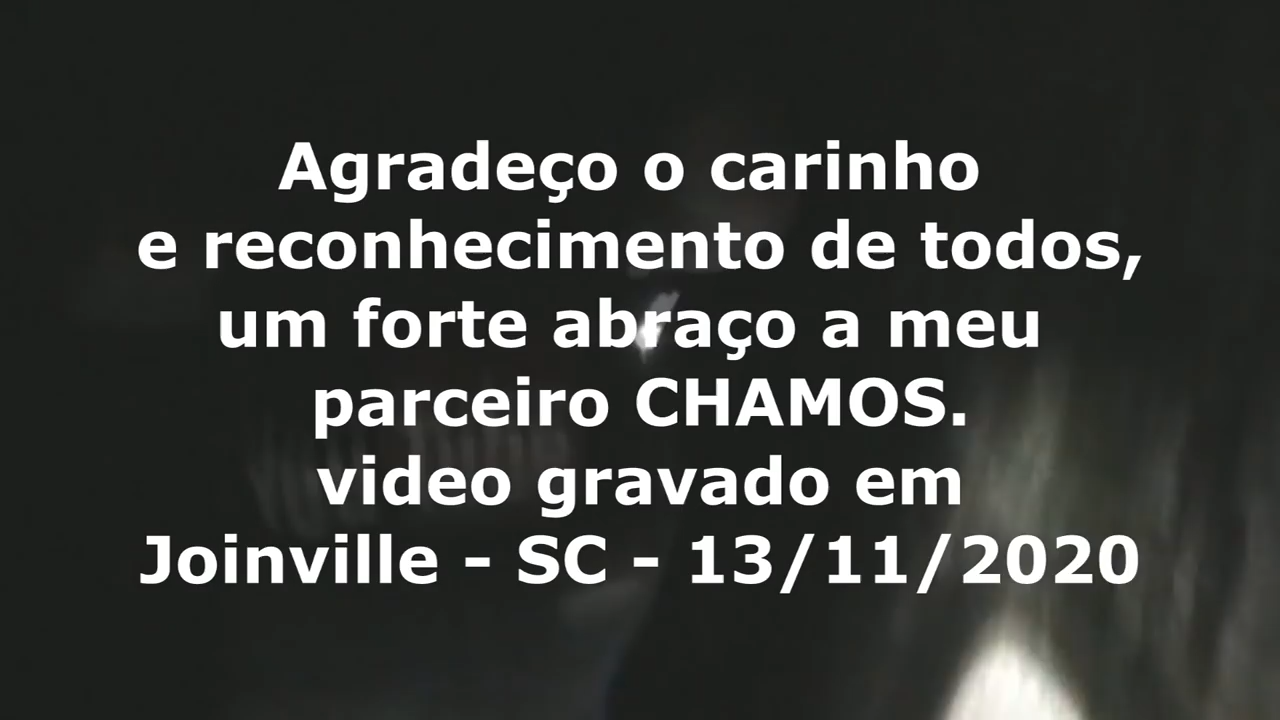 Agradeço o carinho
e reconhecimento de todos,
um forte abraço a meu
parceiro CHAMOS.
video gravado em
Joinville - SC - 13/11/2020